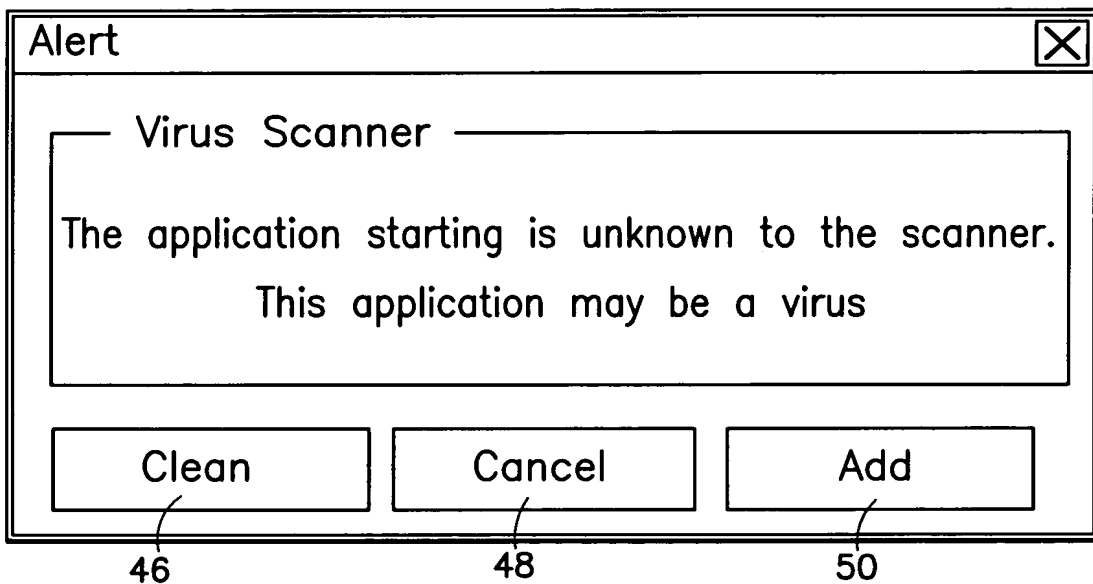 Alert
Virus Scanner
The application starting is unknown to the scanner.
This application may be a virus
Clean Cancel Add
46 48 50